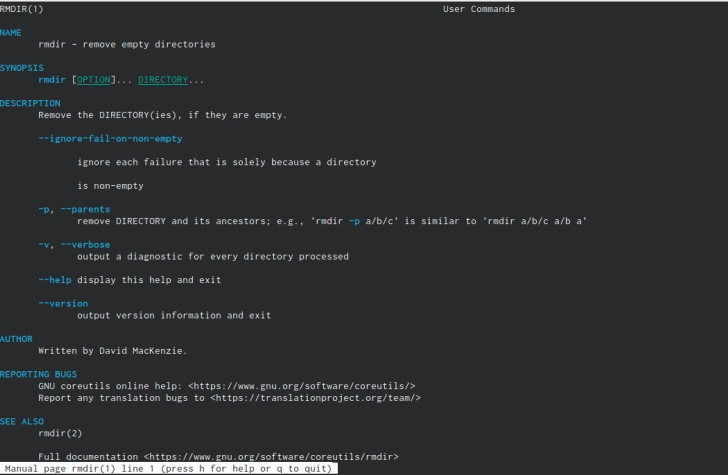 RMDIR(1) User Commands
NAME
rmdir - remove empty directories
SYNOPSIS
rmdir [OPTION]... DIRECTORY...
DESCRIPTION
Remove the DIRECTORY(ies), if they are empty.
--ignore-fail-on-non-empty
ignore each failure that is solely because a directory
is non-empty
-p, --parents
remove DIRECTORY and its ancestors; e.g., 'rmdir -p a/b/c' is similar to 'rmdir a/b/c a/b a'
-v, --verbose
output a diagnostic for every directory processed
--help display this help and exit
--version
output version information and exit
AUTHOR
Written by David MacKenzie.
REPORTING BUGS
GNU coreutils online help: <https://www.gnu.org/software/coreutils/>
Report any translation bugs to <https://translationproject.org/team/>
SEE ALSO
rmdir(2)
Full documentation <https://www.gnu.org/software/coreutils/rmdir>
Manual page rmdir(1) line 1 (press h for help or q to quit)